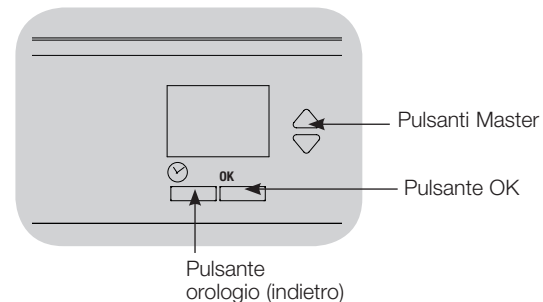 Pulsanti Master
OK
Pulsante OK
Pulsante
orologio (indietro)